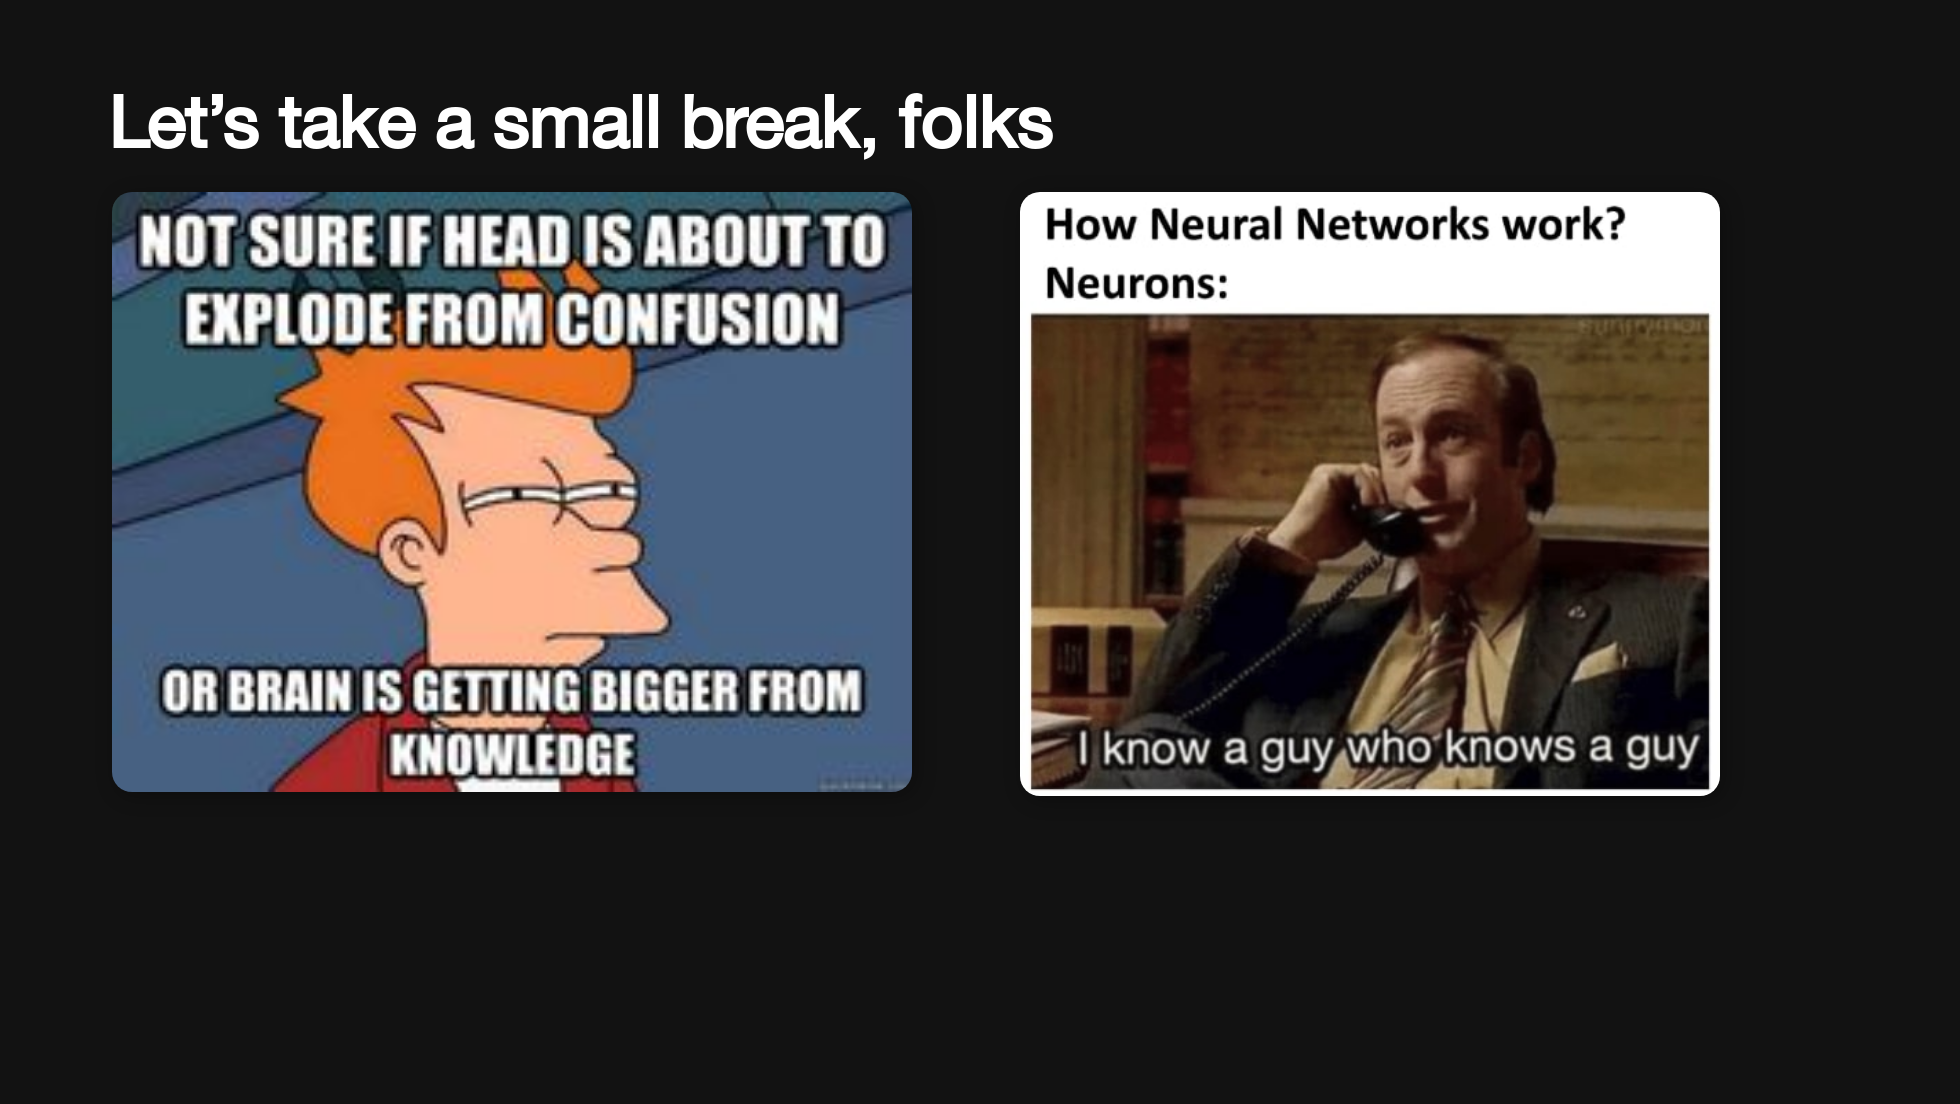 Let’s take a small break, folks
NOT SURE IF HEAD IS ABOUT TO
EXPLODE FROM CONFUSION
OR BRAIN IS GETTING BIGGER FROM
KNOWLEDGE
How Neural Networks work?
Neurons:
I know a guy who knows a guy